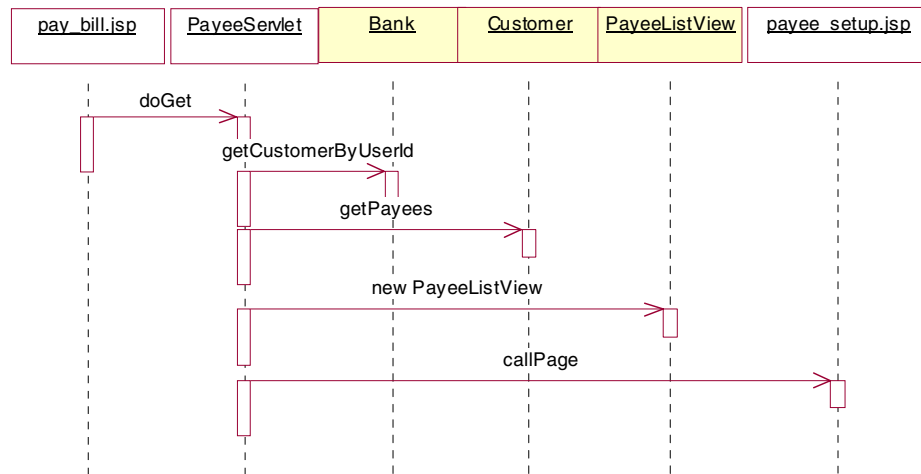 pay_bill.jsp PayeeServlet Bank Customer PayeeListView payee_setup.jsp
doGet
getCustomerByUserId
getPayees
new PayeeListView
callPage